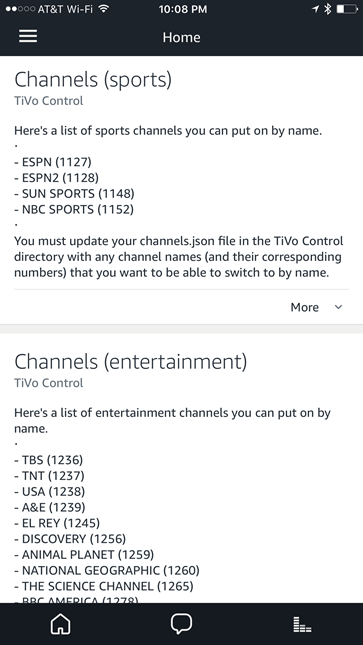 AT&T Wi-Fi 10:08 PM
Home
Channels (sports)
TiVo Control
Here's a list of sports channels you can put on by name.
.
- ESPN (1127)
- ESPN2 (1128)
- SUN SPORTS (1148)
- NBC SPORTS (1152)
.
You must update your channels.json file in the TiVo Control
directory with any channel names (and their corresponding
numbers) that you want to be able to switch to by name.
More
Channels (entertainment)
TiVo Control
Here's a list of entertainment channels you can put on by
name.
.
- TBS (1236)
- TNT (1237)
- USA (1238)
- A&E (1239)
- EL REY (1245)
- DISCOVERY (1256)
- ANIMAL PLANET (1259)
- NATIONAL GEOGRAPHIC (1260)
- THE SCIENCE CHANNEL (1265)
- BBC AMERICA (1278)